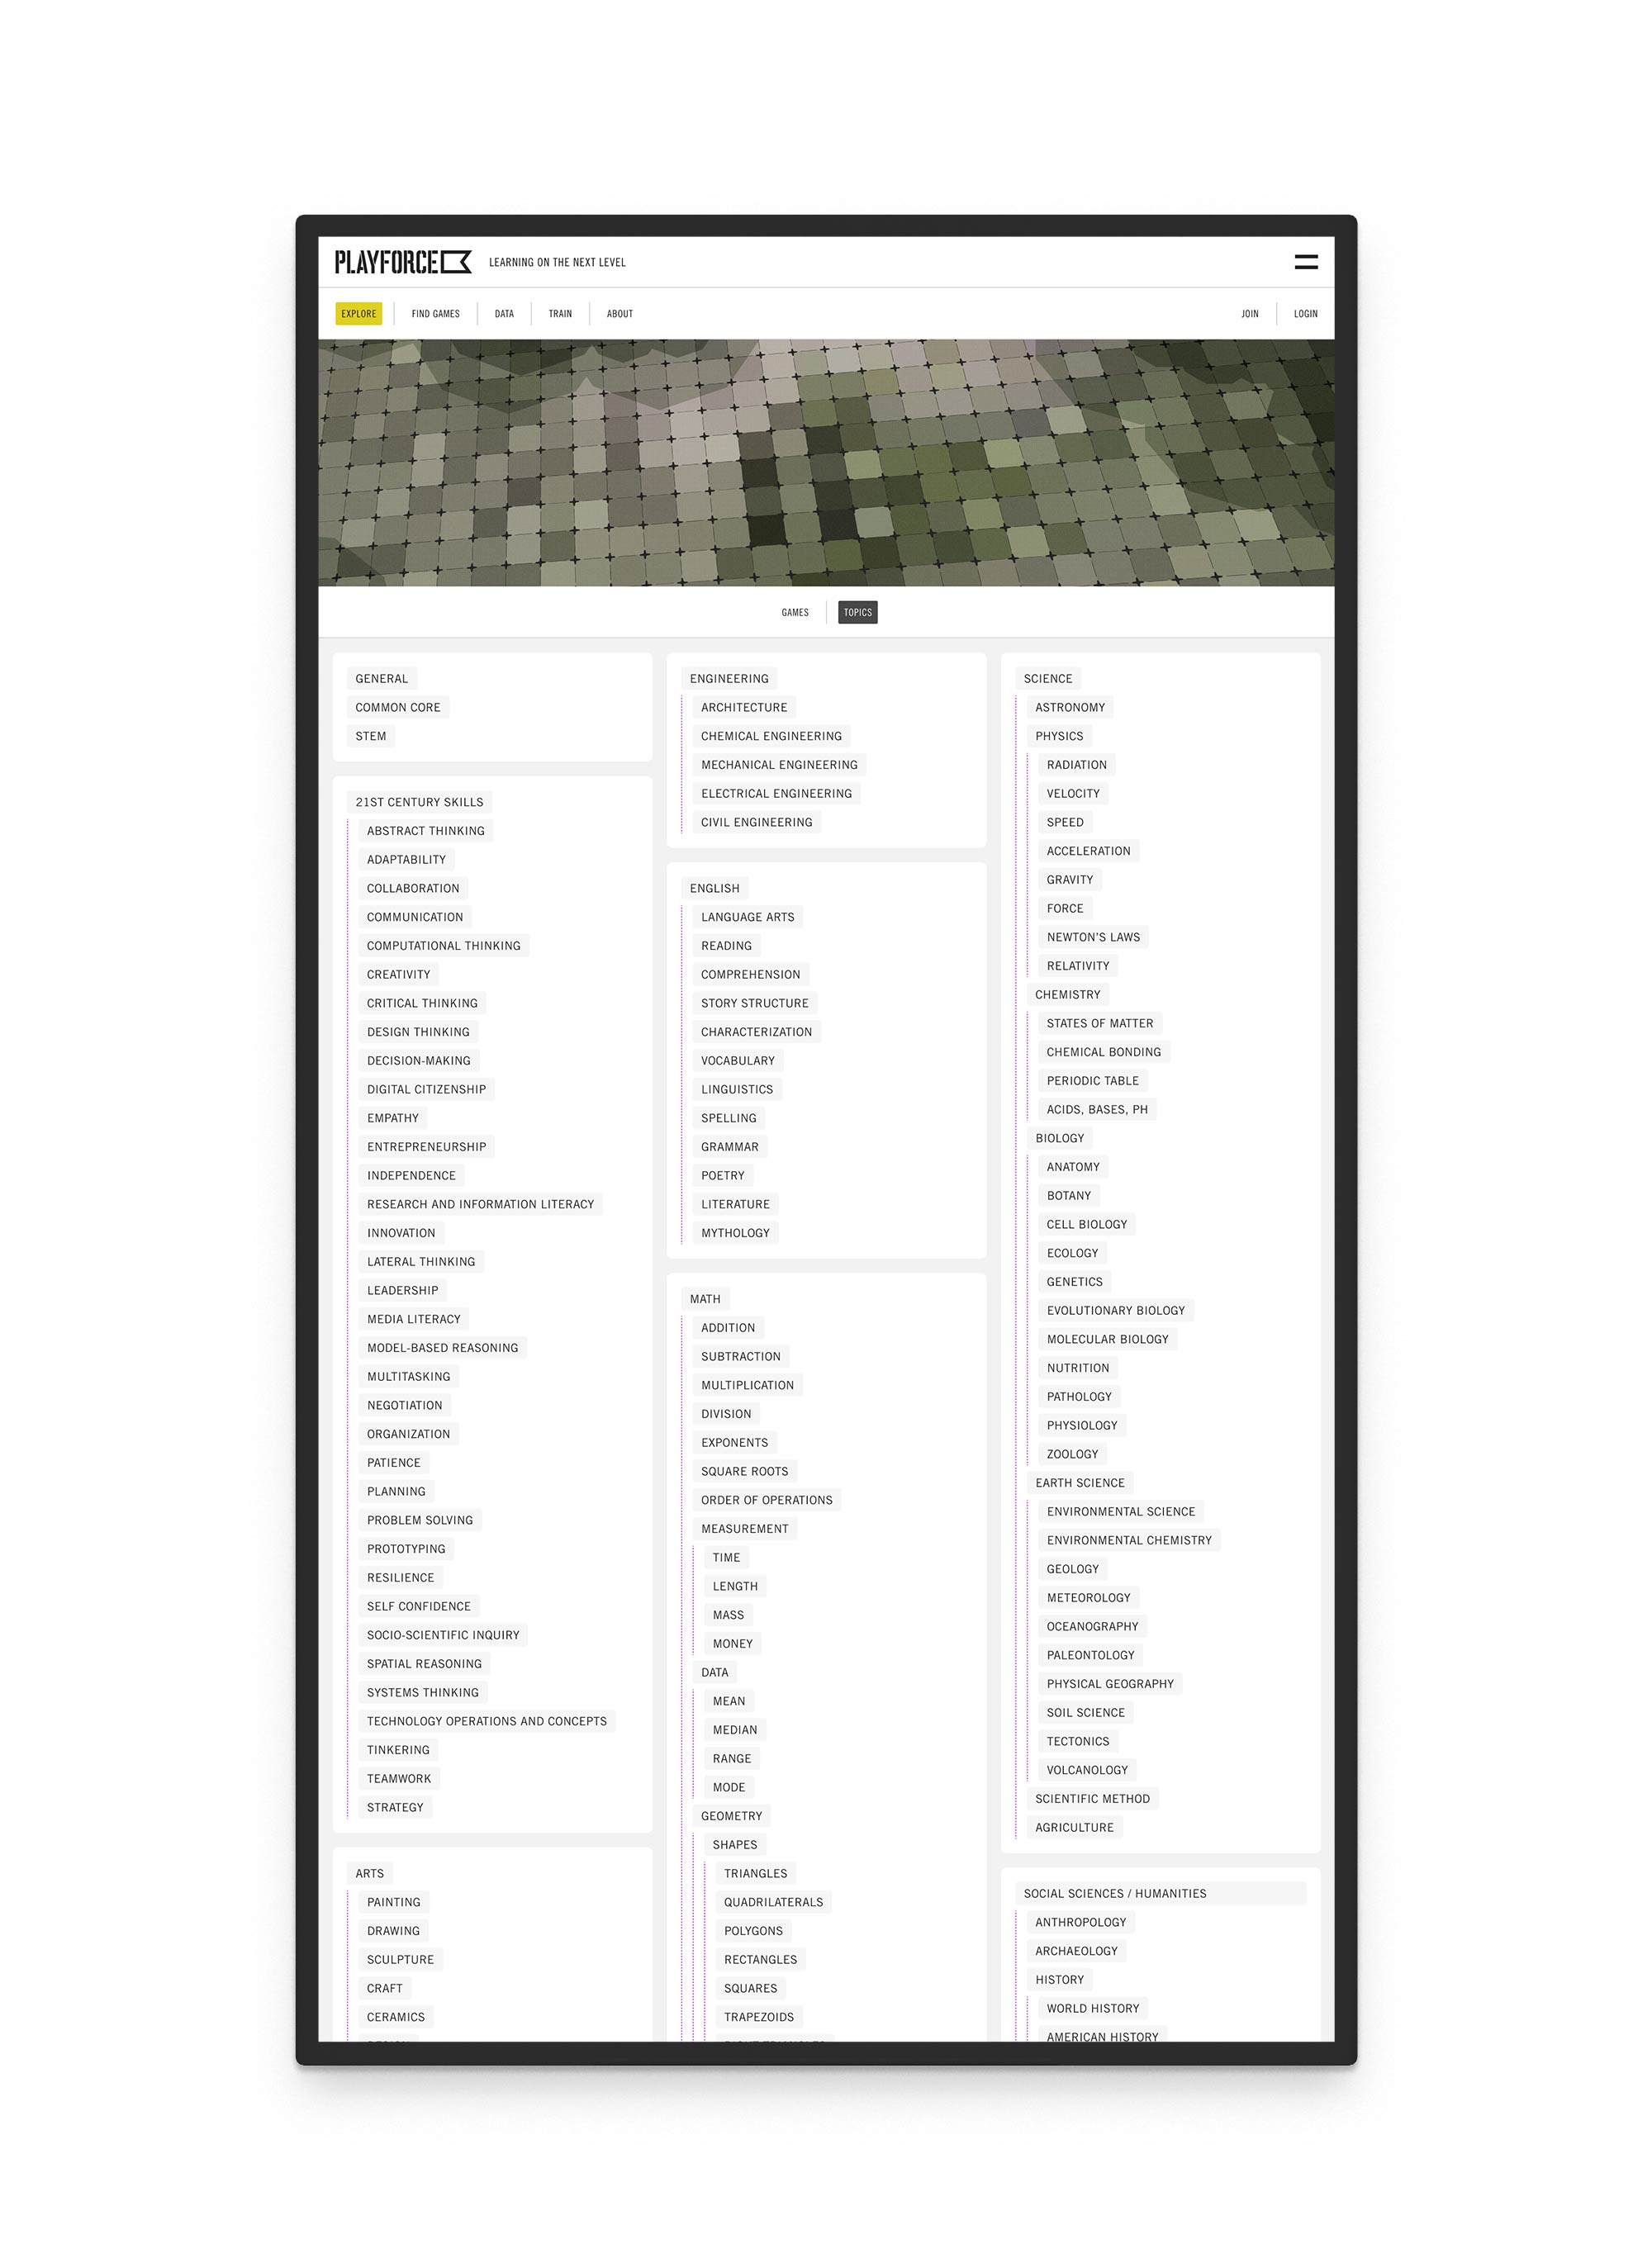 PLAYFORCE LEARNING ON THE NEXT LEVEL
EXPLORE FIND GAMES DATA TRAIN ABOUT JOIN LOGIN
GAMES TOPICS
GENERAL
COMMON CORE
STEM
21ST CENTURY SKILLS
ABSTRACT THINKING
ADAPTABILITY
COLLABORATION
COMMUNICATION
COMPUTATIONAL THINKING
CREATIVITY
CRITICAL THINKING
DESIGN THINKING
DECISION-MAKING
DIGITAL CITIZENSHIP
EMPATHY
ENTREPRENEURSHIP
INDEPENDENCE
RESEARCH AND INFORMATION LITERACY
INNOVATION
LATERAL THINKING
LEADERSHIP
MEDIA LITERACY
MODEL-BASED REASONING
MULTITASKING
NEGOTIATION
ORGANIZATION
PATIENCE
PLANNING
PROBLEM SOLVING
PROTOTYPING
RESILIENCE
SELF CONFIDENCE
SOCIO-SCIENTIFIC INQUIRY
SPATIAL REASONING
SYSTEMS THINKING
TECHNOLOGY OPERATIONS AND CONCEPTS
TINKERING
TEAMWORK
STRATEGY
ARTS
PAINTING
DRAWING
SCULPTURE
CRAFT
CERAMICS
ENGINEERING
ARCHITECTURE
CHEMICAL ENGINEERING
MECHANICAL ENGINEERING
ELECTRICAL ENGINEERING
CIVIL ENGINEERING
ENGLISH
LANGUAGE ARTS
READING
COMPREHENSION
STORY STRUCTURE
CHARACTERIZATION
VOCABULARY
LINGUISTICS
SPELLING
GRAMMAR
POETRY
LITERATURE
MYTHOLOGY
MATH
ADDITION
SUBTRACTION
MULTIPLICATION
DIVISION
EXPONENTS
SQUARE ROOTS
ORDER OF OPERATIONS
MEASUREMENT
TIME
LENGTH
MASS
MONEY
DATA
MEAN
MEDIAN
RANGE
MODE
GEOMETRY
SHAPES
TRIANGLES
QUADRILATERALS
POLYGONS
RECTANGLES
SQUARES
TRAPEZOIDS
SCIENCE
ASTRONOMY
PHYSICS
RADIATION
VELOCITY
SPEED
ACCELERATION
GRAVITY
FORCE
NEWTON'S LAWS
RELATIVITY
CHEMISTRY
STATES OF MATTER
CHEMICAL BONDING
PERIODIC TABLE
ACIDS, BASES, PH
BIOLOGY
ANATOMY
BOTANY
CELL BIOLOGY
ECOLOGY
GENETICS
EVOLUTIONARY BIOLOGY
MOLECULAR BIOLOGY
NUTRITION
PATHOLOGY
PHYSIOLOGY
ZOOLOGY
EARTH SCIENCE
ENVIRONMENTAL SCIENCE
ENVIRONMENTAL CHEMISTRY
GEOLOGY
METEOROLOGY
OCEANOGRAPHY
PALEONTOLOGY
PHYSICAL GEOGRAPHY
SOIL SCIENCE
TECTONICS
VOLCANOLOGY
SCIENTIFIC METHOD
AGRICULTURE
SOCIAL SCIENCES / HUMANITIES
ANTHROPOLOGY
ARCHAEOLOGY
HISTORY
WORLD HISTORY
AMERICAN HISTORY